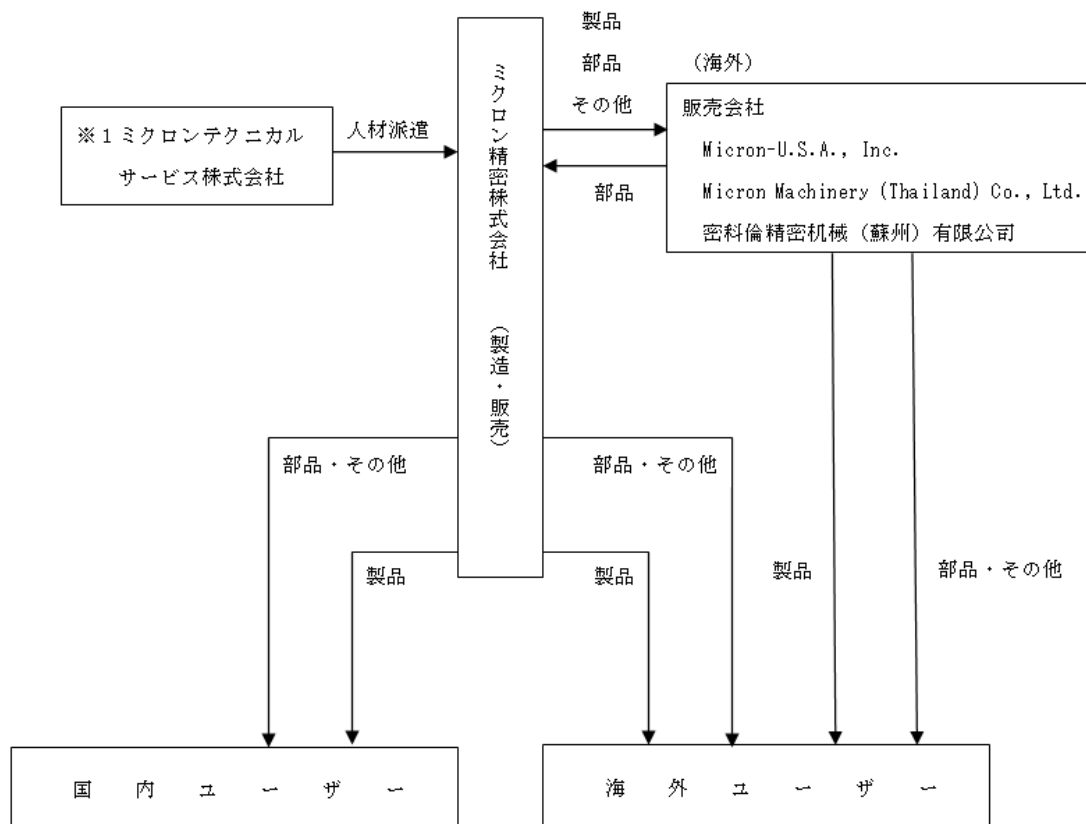 製品
部品
(海外)
その他
※1ミクロンテクニカル
サービス株式会社
人材派遣
ミクロン精密株式会社 (製造・販売)
部品
販売会社
Micron-U.S.A., Inc.
Micron Machinery (Thailand) Co., Ltd.
密科倫精密机械（蘇州）有限公司
部品・その他
部品・その他
製品
製品
製品
部品・その他
国内ユーザー
海外ユーザー